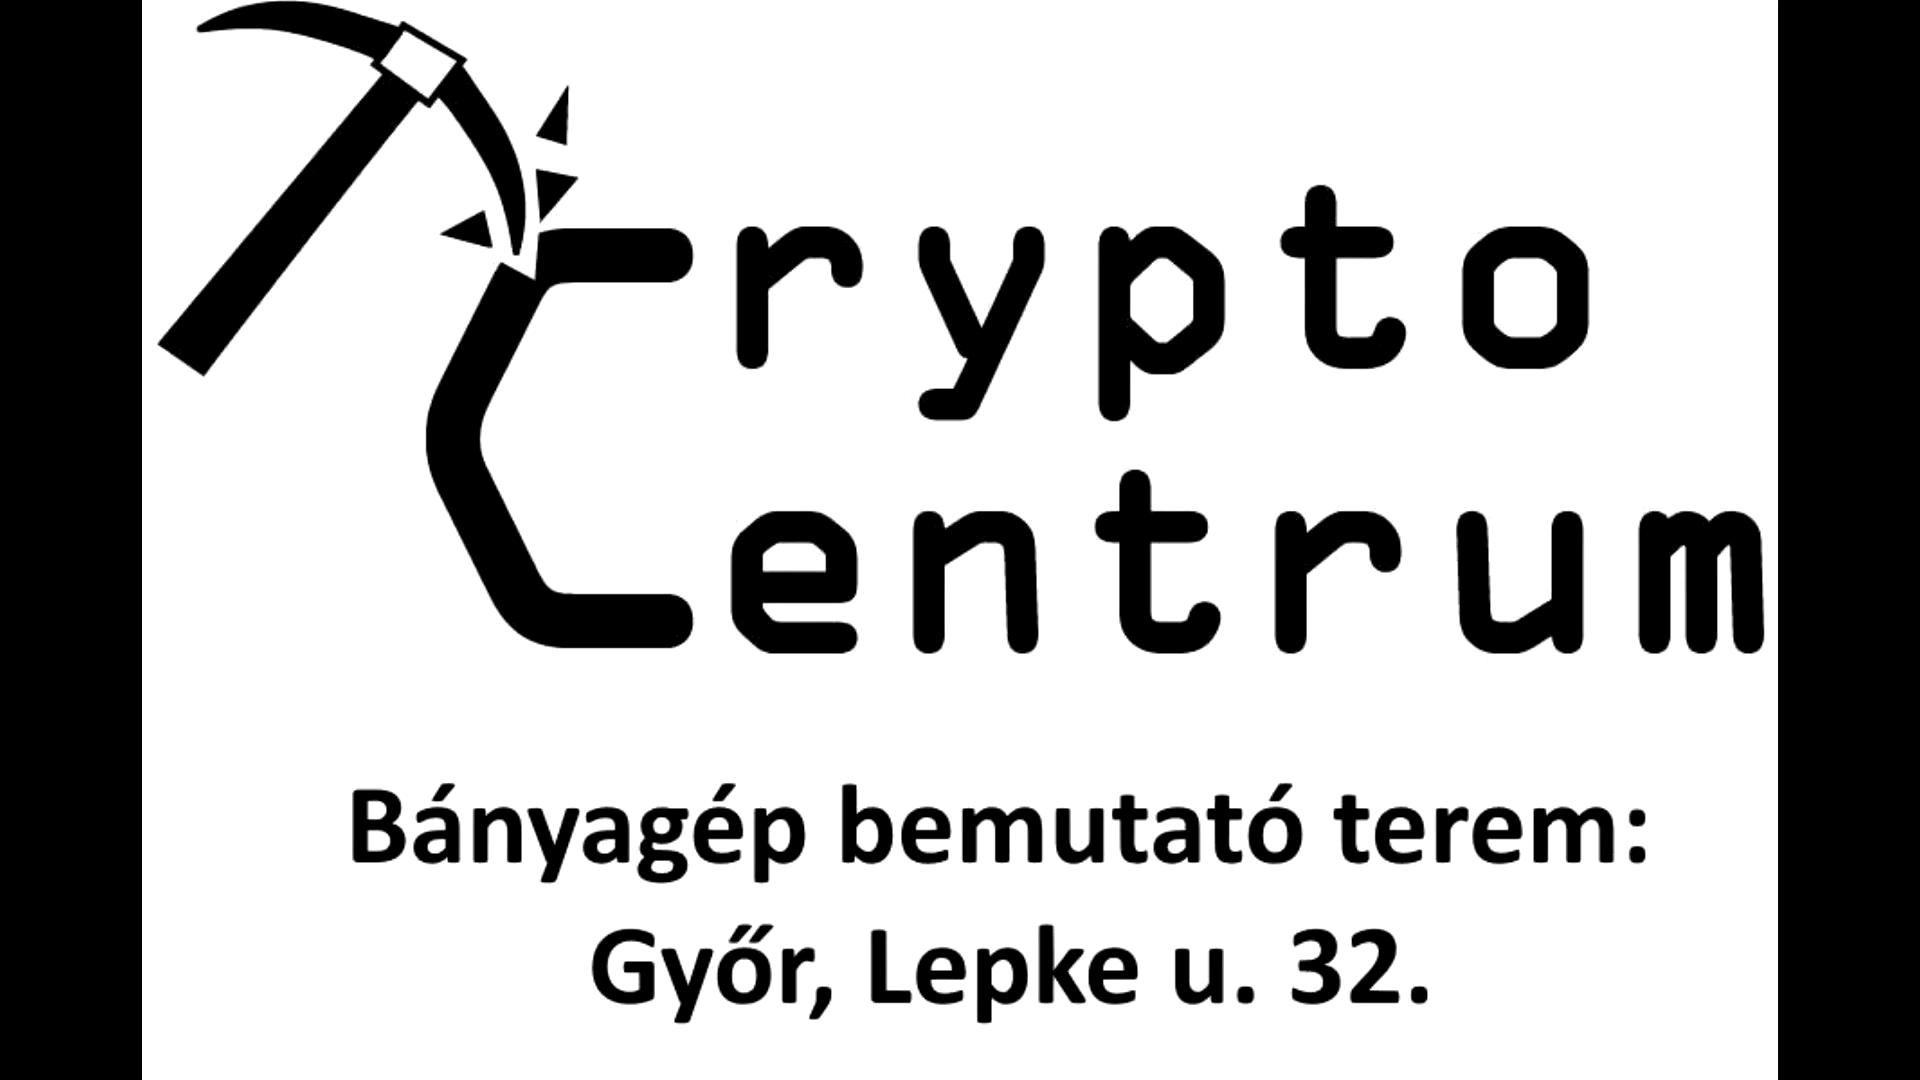 Crypto
Centrum
Bányagép bemutató terem:
Győr, Lepke u. 32.